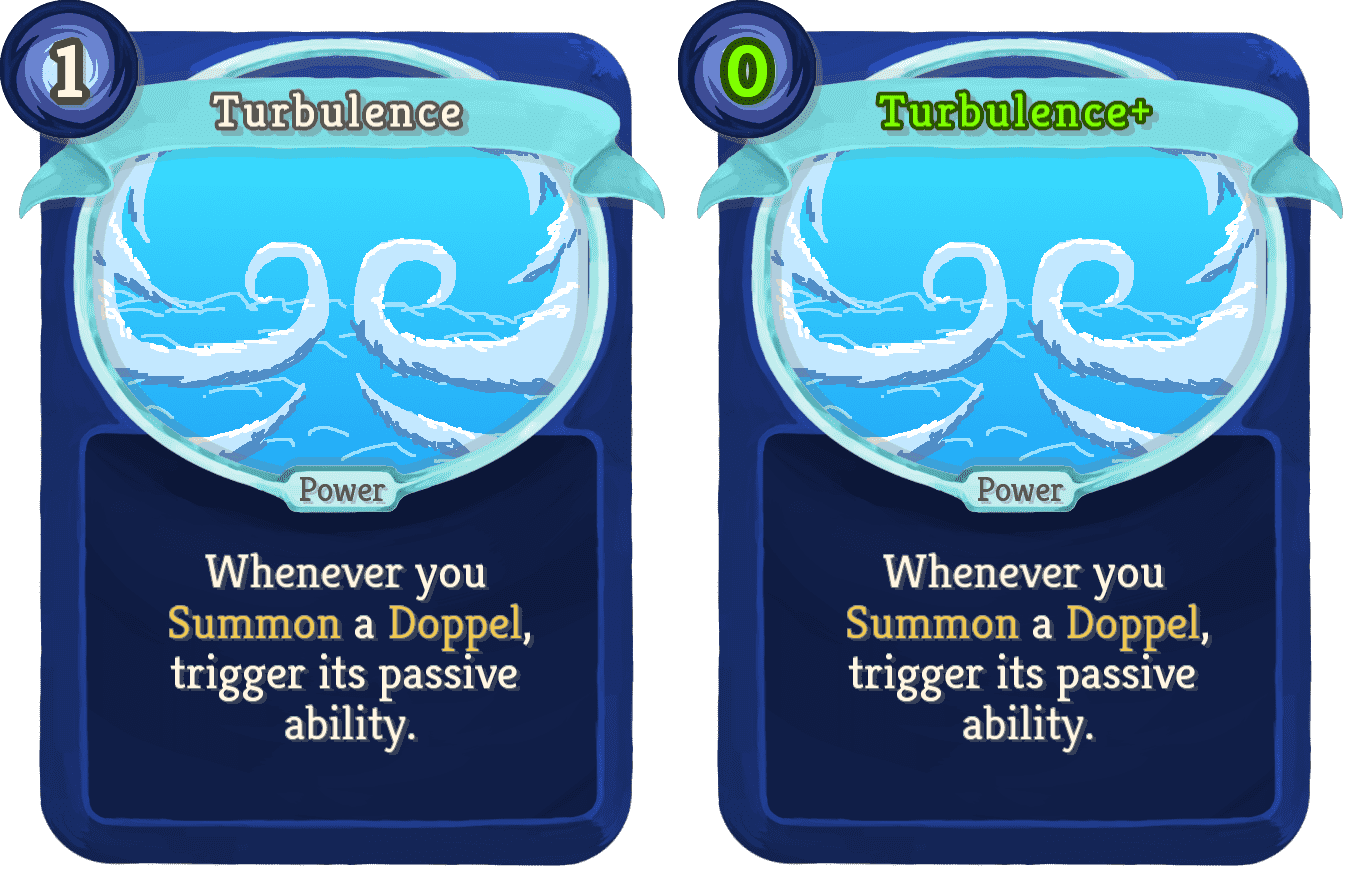 1
Turbulence
Power
Whenever you
Summon a Doppel,
trigger its passive
ability.
0
Turbulence+
Power
Whenever you
Summon a Doppel,
trigger its passive
ability.